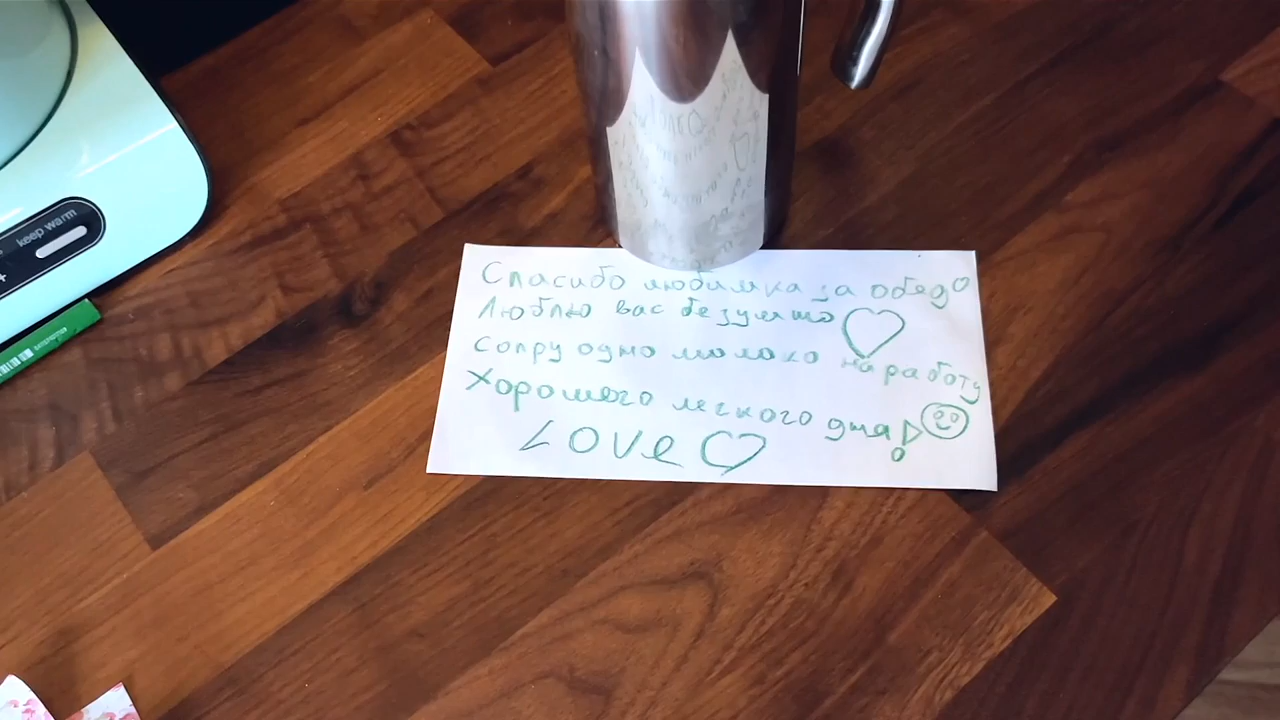 keep warm
+
Спасибо любимка за обед
Люблю вас безумно
Сопру одно молоко на работу
Хорошего легкого дня!
Love